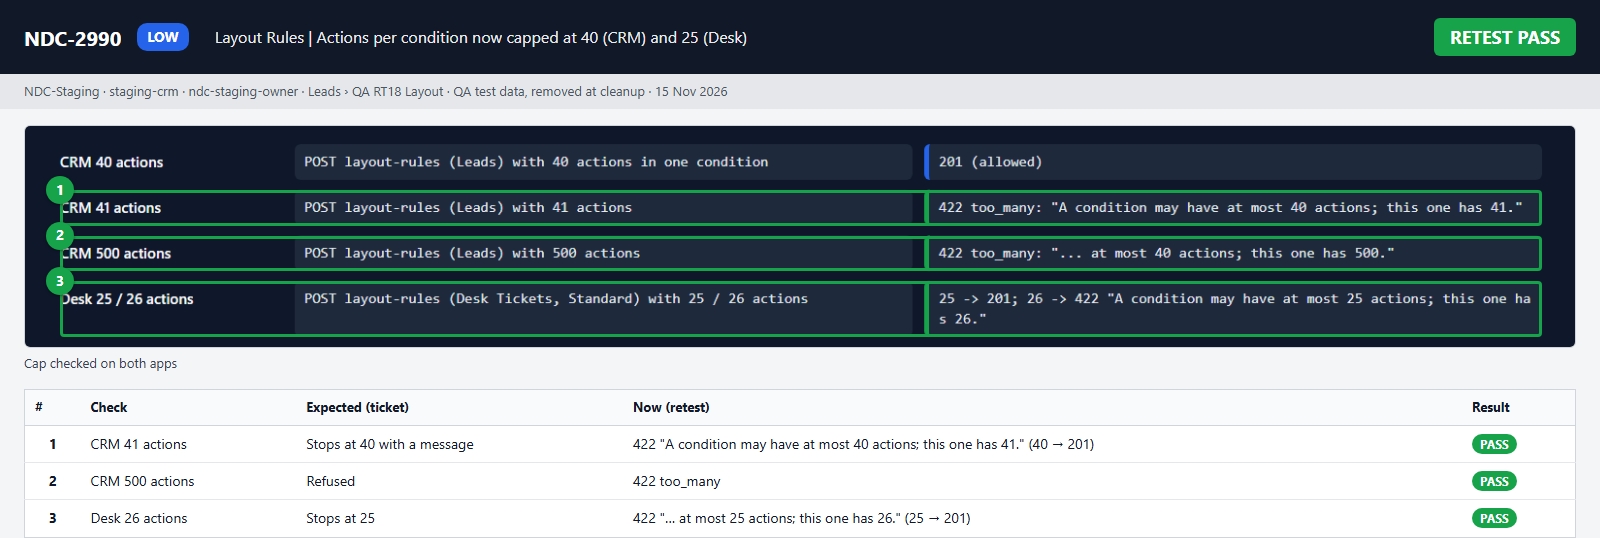 NDC-2990 LOW Layout Rules | Actions per condition now capped at 40 (CRM) and 25 (Desk) RETEST PASS
NDC-Staging · staging-crm · ndc-staging-owner · Leads › QA RT18 Layout · QA test data, removed at cleanup · 15 Nov 2026
CRM 40 actions POST layout-rules (Leads) with 40 actions in one condition 201 (allowed)
1
CRM 41 actions POST layout-rules (Leads) with 41 actions 422 too_many: "A condition may have at most 40 actions; this one has 41."
2
CRM 500 actions POST layout-rules (Leads) with 500 actions 422 too_many: "... at most 40 actions; this one has 500."
3
Desk 25 / 26 actions POST layout-rules (Desk Tickets, Standard) with 25 / 26 actions 25 -> 201; 26 -> 422 "A condition may have at most 25 actions; this one ha
s 26."
Cap checked on both apps
# Check Expected (ticket) Now (retest) Result
1 CRM 41 actions Stops at 40 with a message 422 "A condition may have at most 40 actions; this one has 41." (40 → 201) PASS
2 CRM 500 actions Refused 422 too_many PASS
3 Desk 26 actions Stops at 25 422 "... at most 25 actions; this one has 26." (25 → 201) PASS